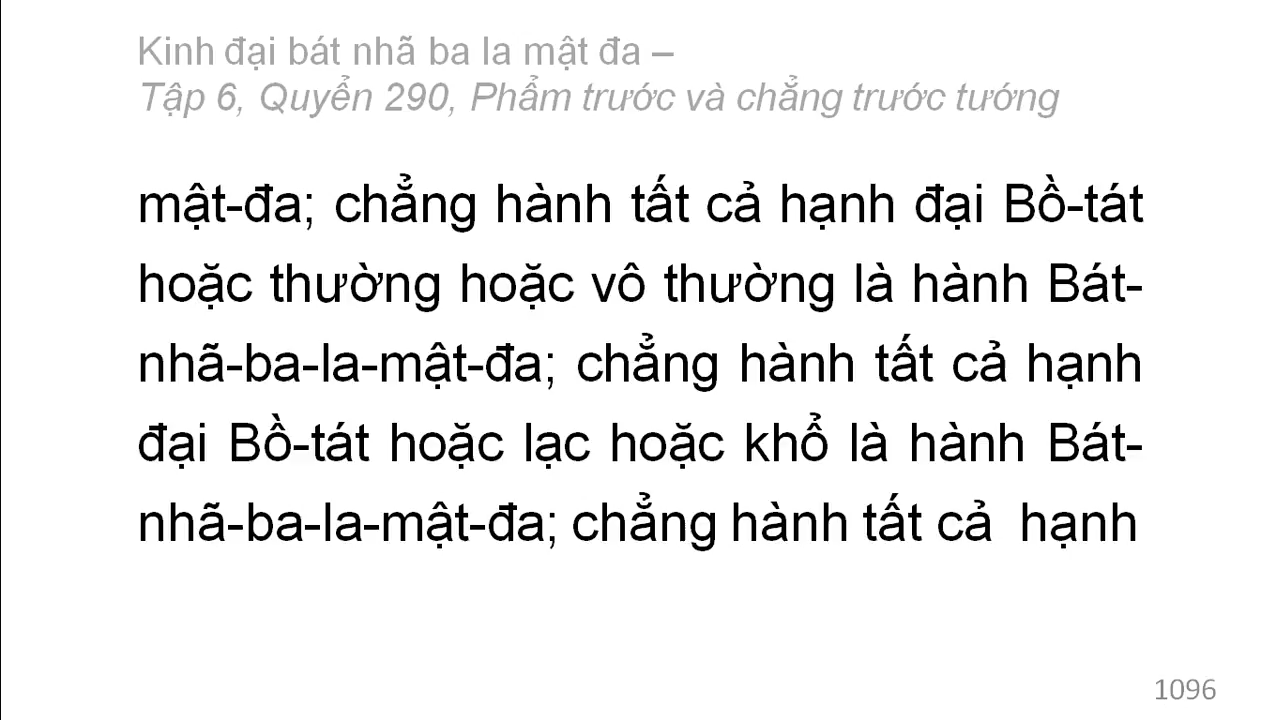 Kinh đại bát nhã ba la mật đa –
Tập 6, Quyển 290, Phẩm trước và chẳng trước tướng
mật-đa; chẳng hành tất cả hạnh đại Bồ-tát
hoặc thường hoặc vô thường là hành Bát-
nhã-ba-la-mật-đa; chẳng hành tất cả hạnh
đại Bồ-tát hoặc lạc hoặc khổ là hành Bát-
nhã-ba-la-mật-đa; chẳng hành tất cả hạnh
1096